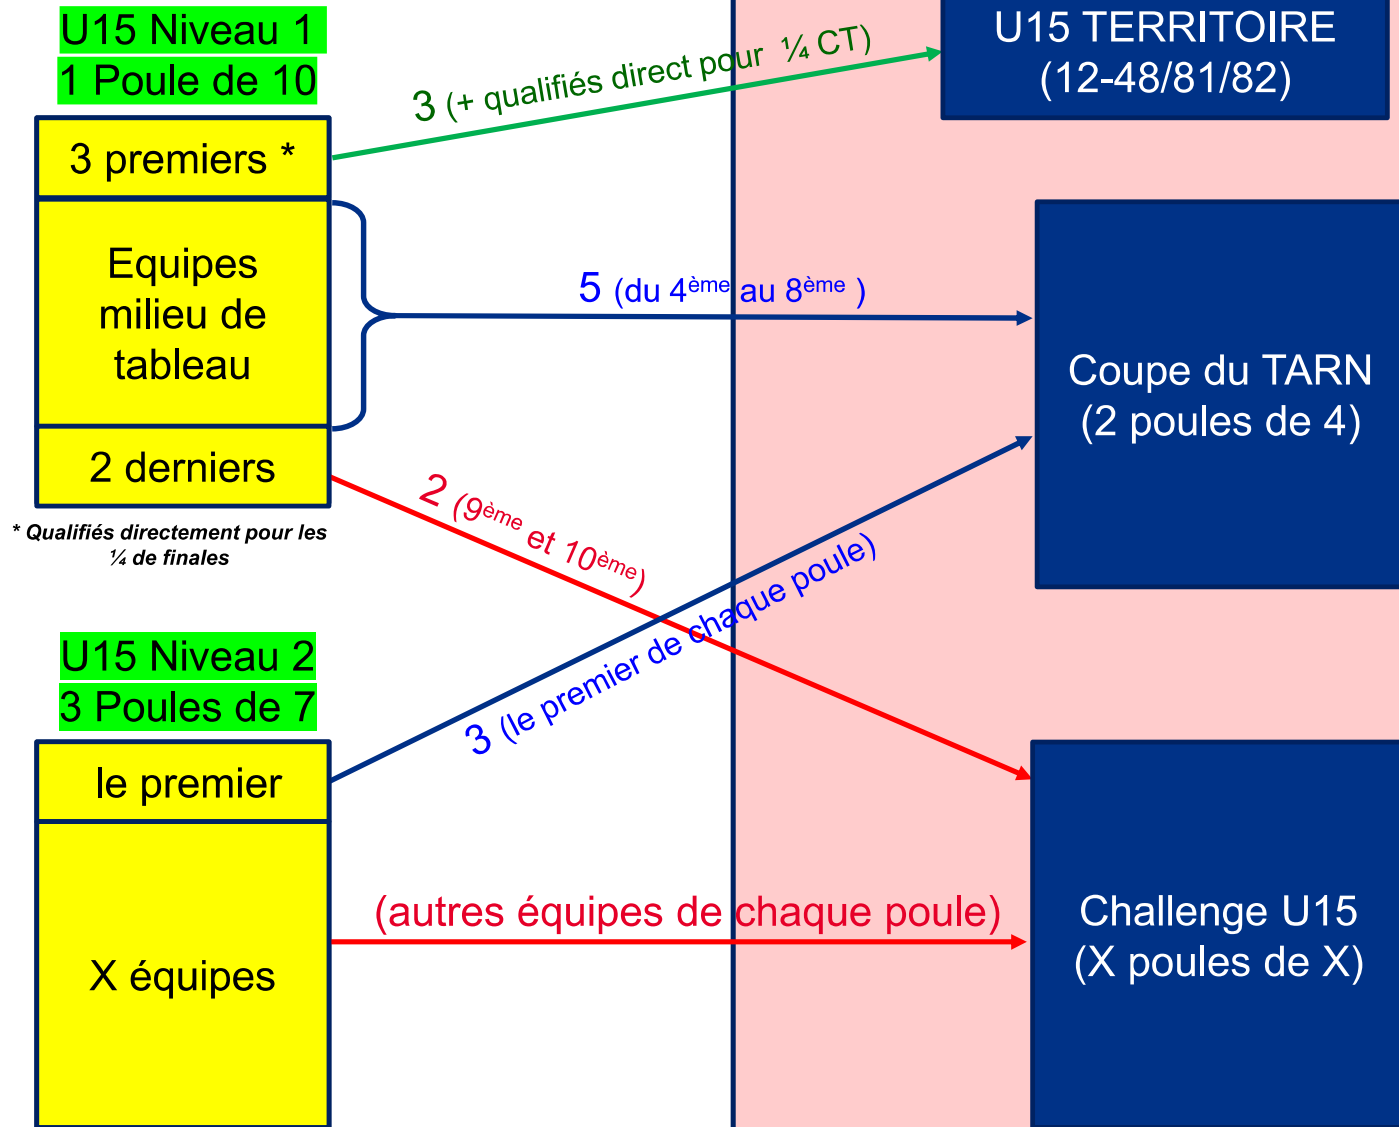 U15 Niveau 1
1 Poule de 10
3 premiers *
Equipes
milieu de
tableau
2 derniers
* Qualifiés directement pour les
¼ de finales
3 (+ qualifiés direct pour ¼ CT)
5 (du 4ème au 8ème )
2 (9ème et 10ème)
U15 Niveau 2
3 Poules de 7
le premier
X équipes
3 (le premier de chaque poule)
(autres équipes de chaque poule)
U15 TERRITOIRE
(12-48/81/82)
Coupe du TARN
(2 poules de 4)
Challenge U15
(X poules de X)